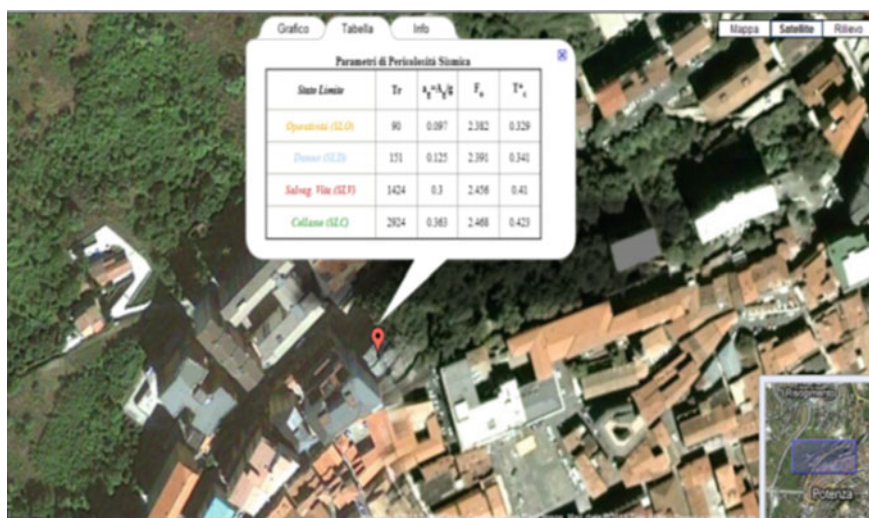 Grafico Tabella Info
Mappa Satellite Rilievo
Parametri di Pericolosità Sismica
Stato Limite Tr ag=Ag/g Fo T*c
Operatività (SLO) 90 0.097 2.382 0.329
Danno (SLD) 151 0.125 2.391 0.341
Salvag. Vita (SLV) 1424 0.3 2.456 0.41
Collasso (SLC) 2924 0.363 2.468 0.423
Potenza